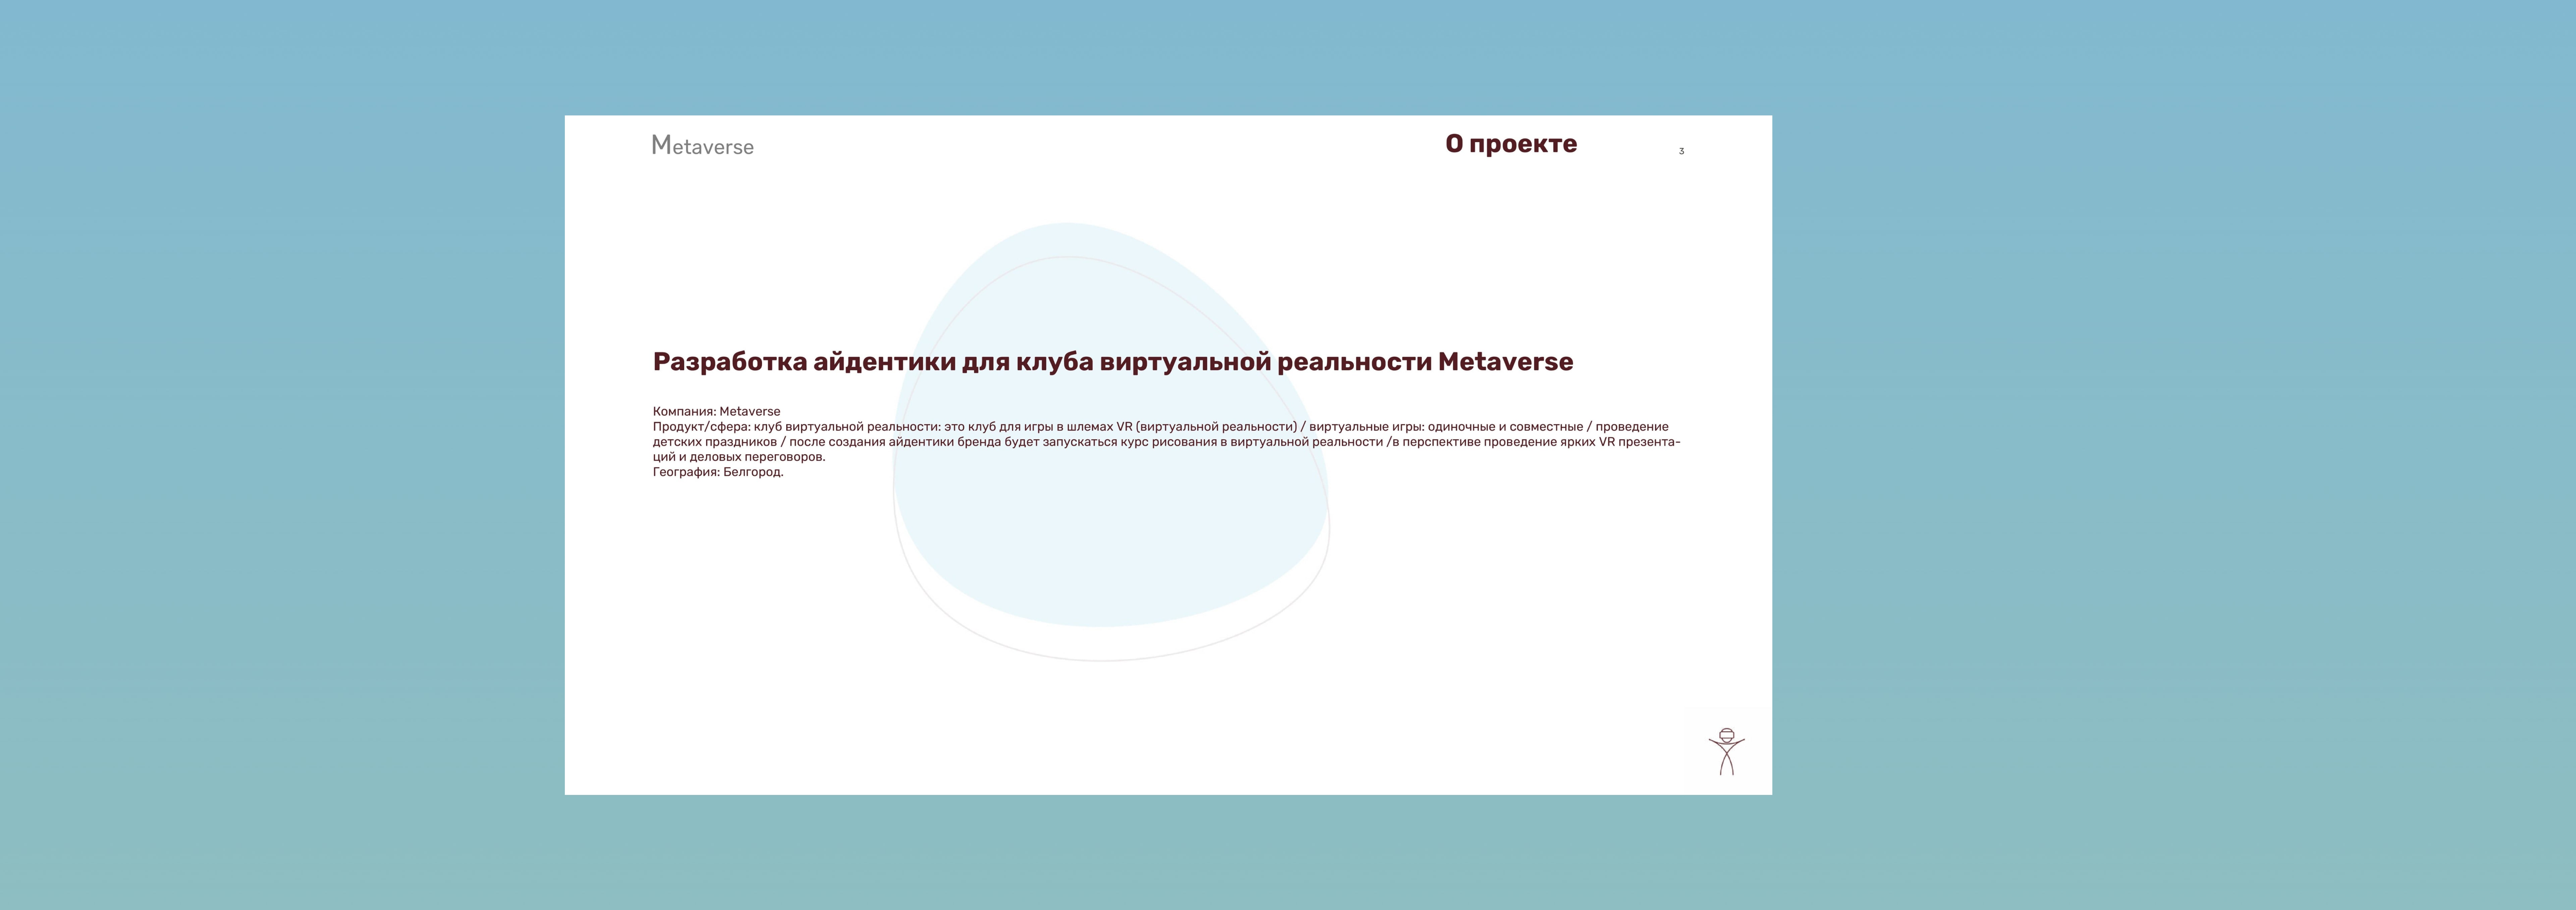 Metaverse
О проекте
3
Разработка айдентики для клуба виртуальной реальности Metaverse
Компания: Metaverse
Продукт/сфера: клуб виртуальной реальности: это клуб для игры в шлемах VR (виртуальной реальности) / виртуальные игры: одиночные и совместные / проведение
детских праздников / после создания айдентики бренда будет запускаться курс рисования в виртуальной реальности /в перспективе проведение ярких VR презента-
ций и деловых переговоров.
География: Белгород.